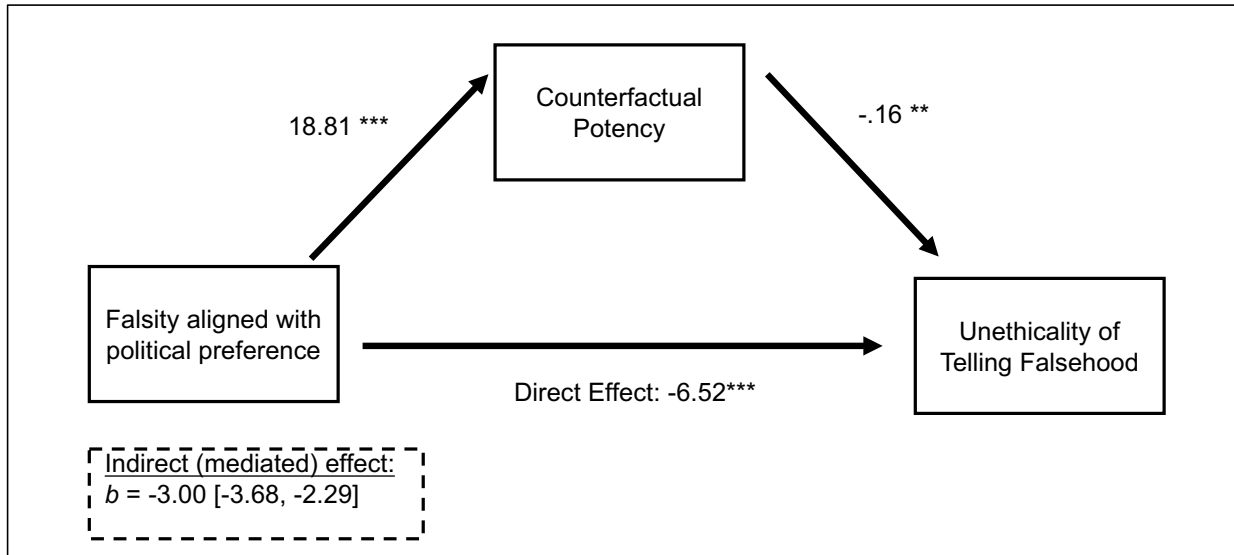 Counterfactual
Potency
18.81 ***
-.16 **
Falsity aligned with
political preference
Unethicality of
Telling Falsehood
Direct Effect: -6.52***
Indirect (mediated) effect:
b = -3.00 [-3.68, -2.29]